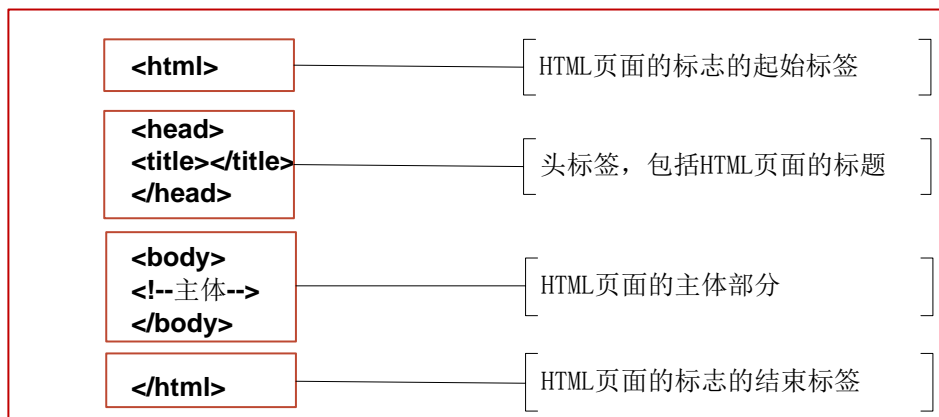 <html>
HTML页面的标志的起始标签
<head>
<title></title>
</head>
头标签，包括HTML页面的标题
<body>
<!--主体-->
</body>
HTML页面的主体部分
</html>
HTML页面的标志的结束标签